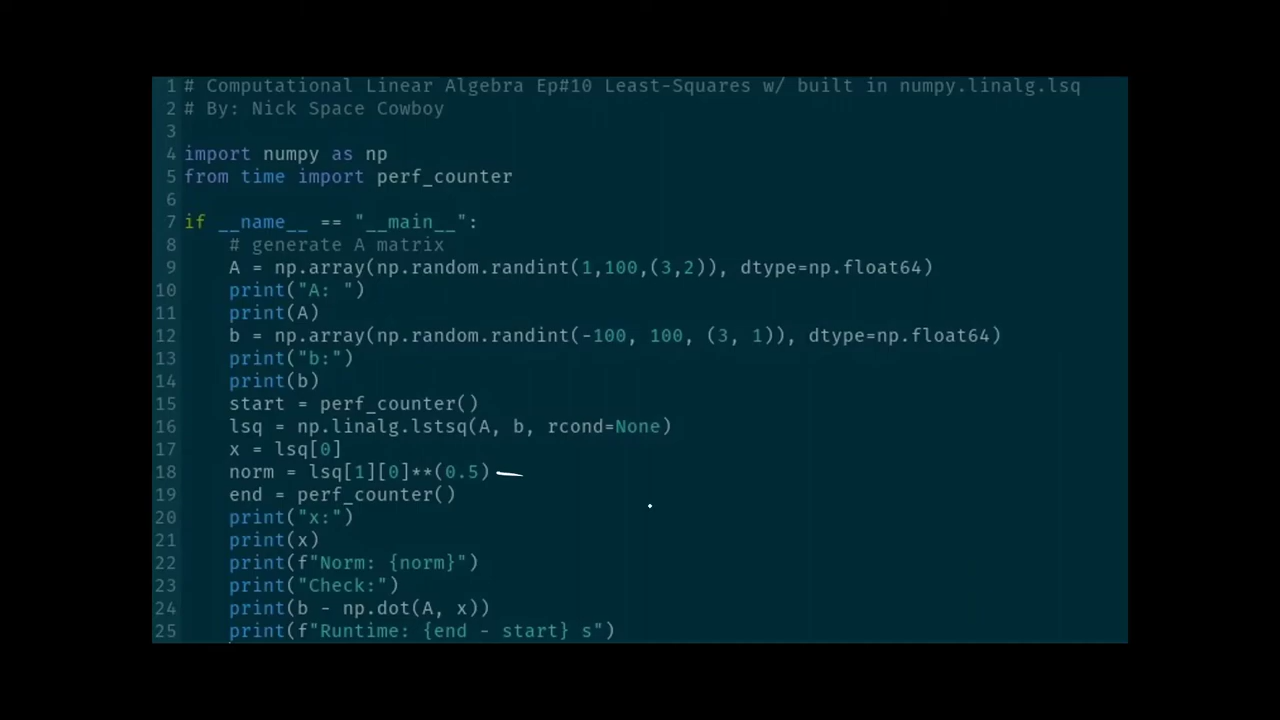 1 # Computational Linear Algebra Ep#10 Least-Squares w/ built in numpy.linalg.lsq
2 # By: Nick Space Cowboy
3
4 import numpy as np
5 from time import perf_counter
6
7 if __name__ == "__main__":
8     # generate A matrix
9     A = np.array(np.random.randint(1,100,(3,2)), dtype=np.float64)
10     print("A: ")
11     print(A)
12     b = np.array(np.random.randint(-100, 100, (3, 1)), dtype=np.float64)
13     print("b:")
14     print(b)
15     start = perf_counter()
16     lsq = np.linalg.lstsq(A, b, rcond=None)
17     x = lsq[0]
18     norm = lsq[1][0]**(0.5)
19     end = perf_counter()
20     print("x:")
21     print(x)
22     print(f"Norm: {norm}")
23     print("Check:")
24     print(b - np.dot(A, x))
25     print(f"Runtime: {end - start} s")